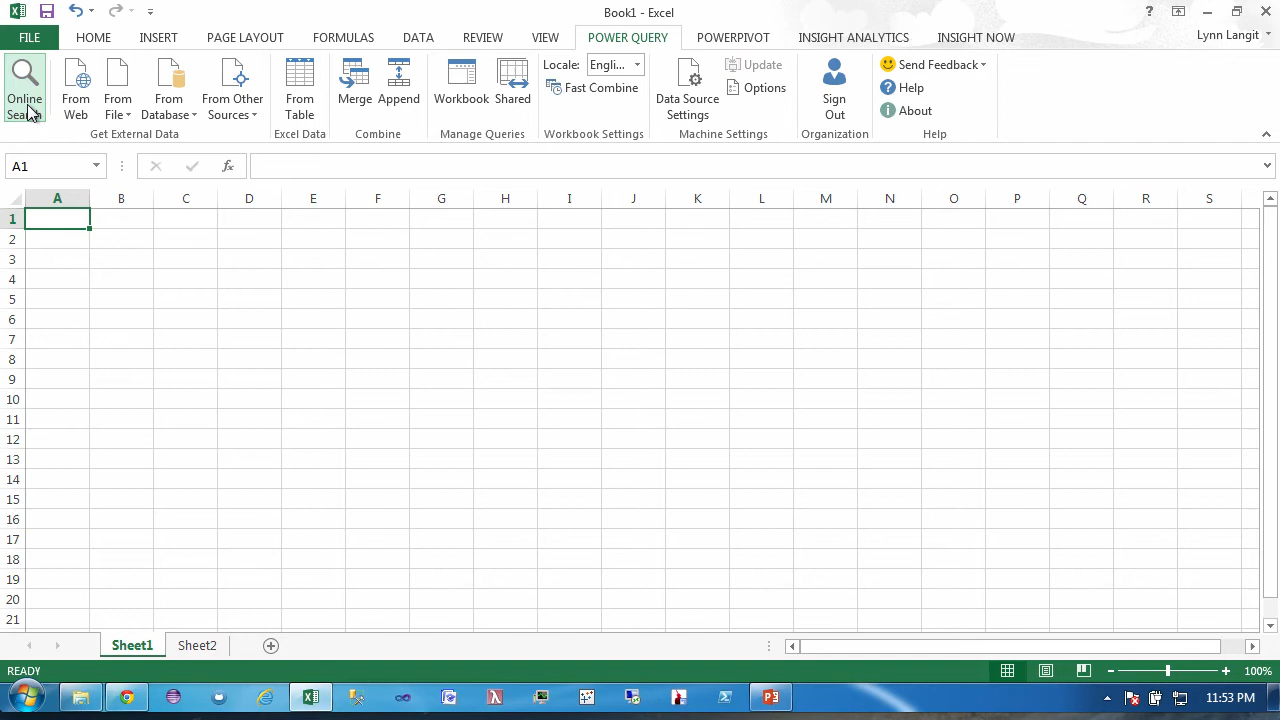 Book1 - Excel
FILE HOME INSERT PAGE LAYOUT FORMULAS DATA REVIEW VIEW POWER QUERY POWERPIVOT INSIGHT ANALYTICS INSIGHT NOW Lynn Langit
Online Search
From Web
From File
From Database
From Other Sources
From Table
Merge
Append
Workbook
Shared
Locale: Engli...
Fast Combine
Data Source Settings
Update
Options
Sign Out
Send Feedback
Help
About
Get External Data Excel Data Combine Manage Queries Workbook Settings Machine Settings Organization Help
A1 fx
A B C D E F G H I J K L M N O P Q R S
1
2
3
4
5
6
7
8
9
10
11
12
13
14
15
16
17
18
19
20
21
Sheet1 Sheet2
READY 100%
11:53 PM